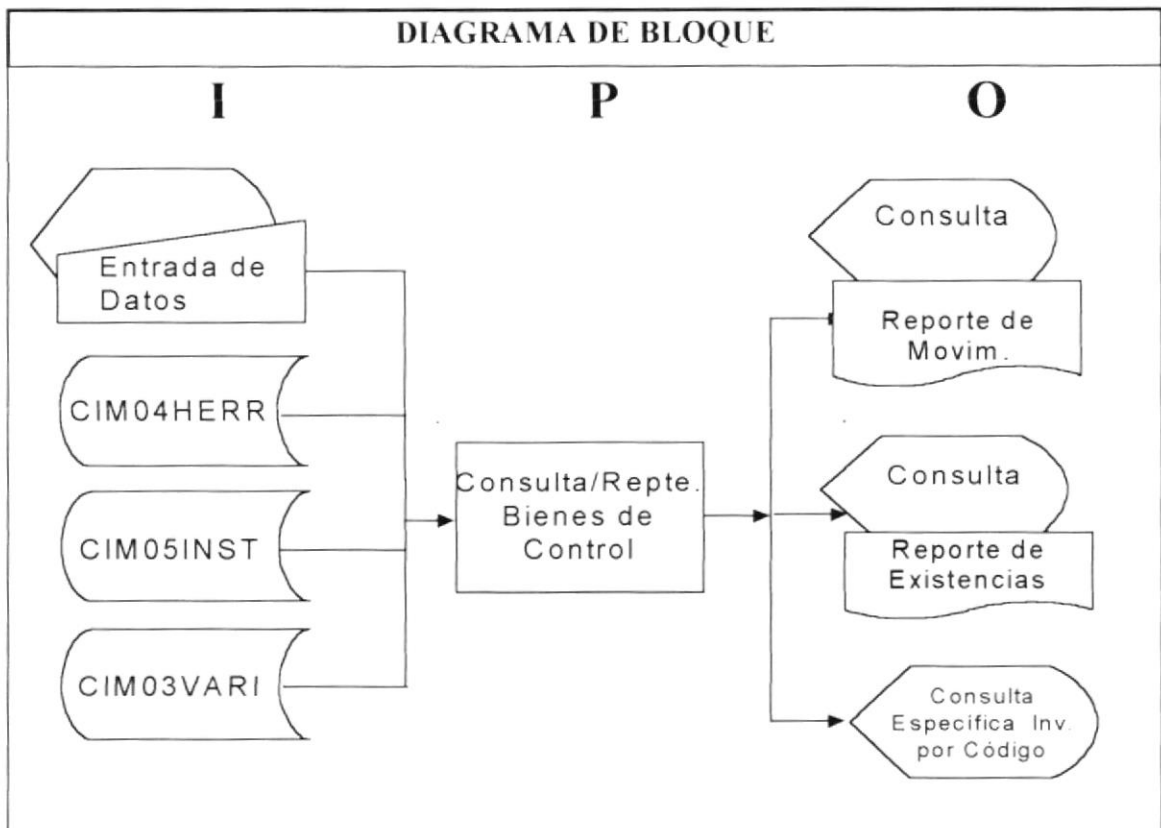 DIAGRAMA DE BLOQUE
I P O
Entrada de
Datos
CIM04HERR
CIM05INST
CIM03VARI
Consulta/Repte.
Bienes de
Control
Consulta
Reporte de
Movim.
Consulta
Reporte de
Existencias
Consulta
Específica Inv.
por Código